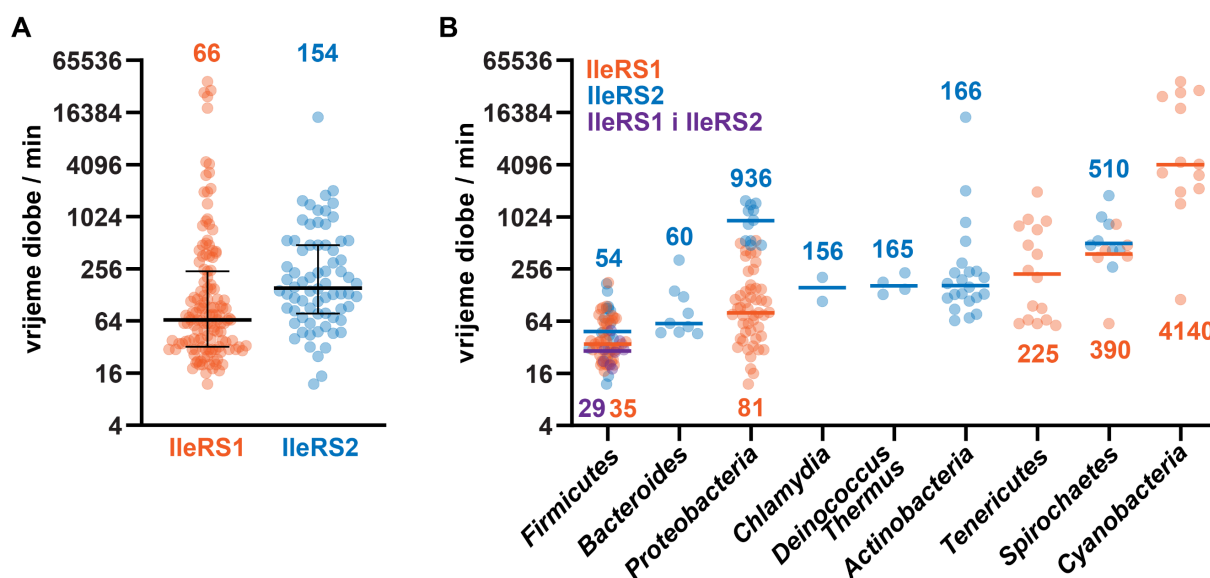 A
66
154
65536
16384
4096
1024
256
64
16
4
vrijeme diobe / min
IleRS1
IleRS2
B
IleRS1
IleRS2
IleRS1 i IleRS2
65536
16384
4096
1024
256
64
16
4
vrijeme diobe / min
54
60
936
156
165
166
510
29
35
81
225
390
4140
Firmicutes
Bacteroides
Proteobacteria
Chlamydia
Deinococcus
Thermus
Actinobacteria
Tenericutes
Spirochaetes
Cyanobacteria